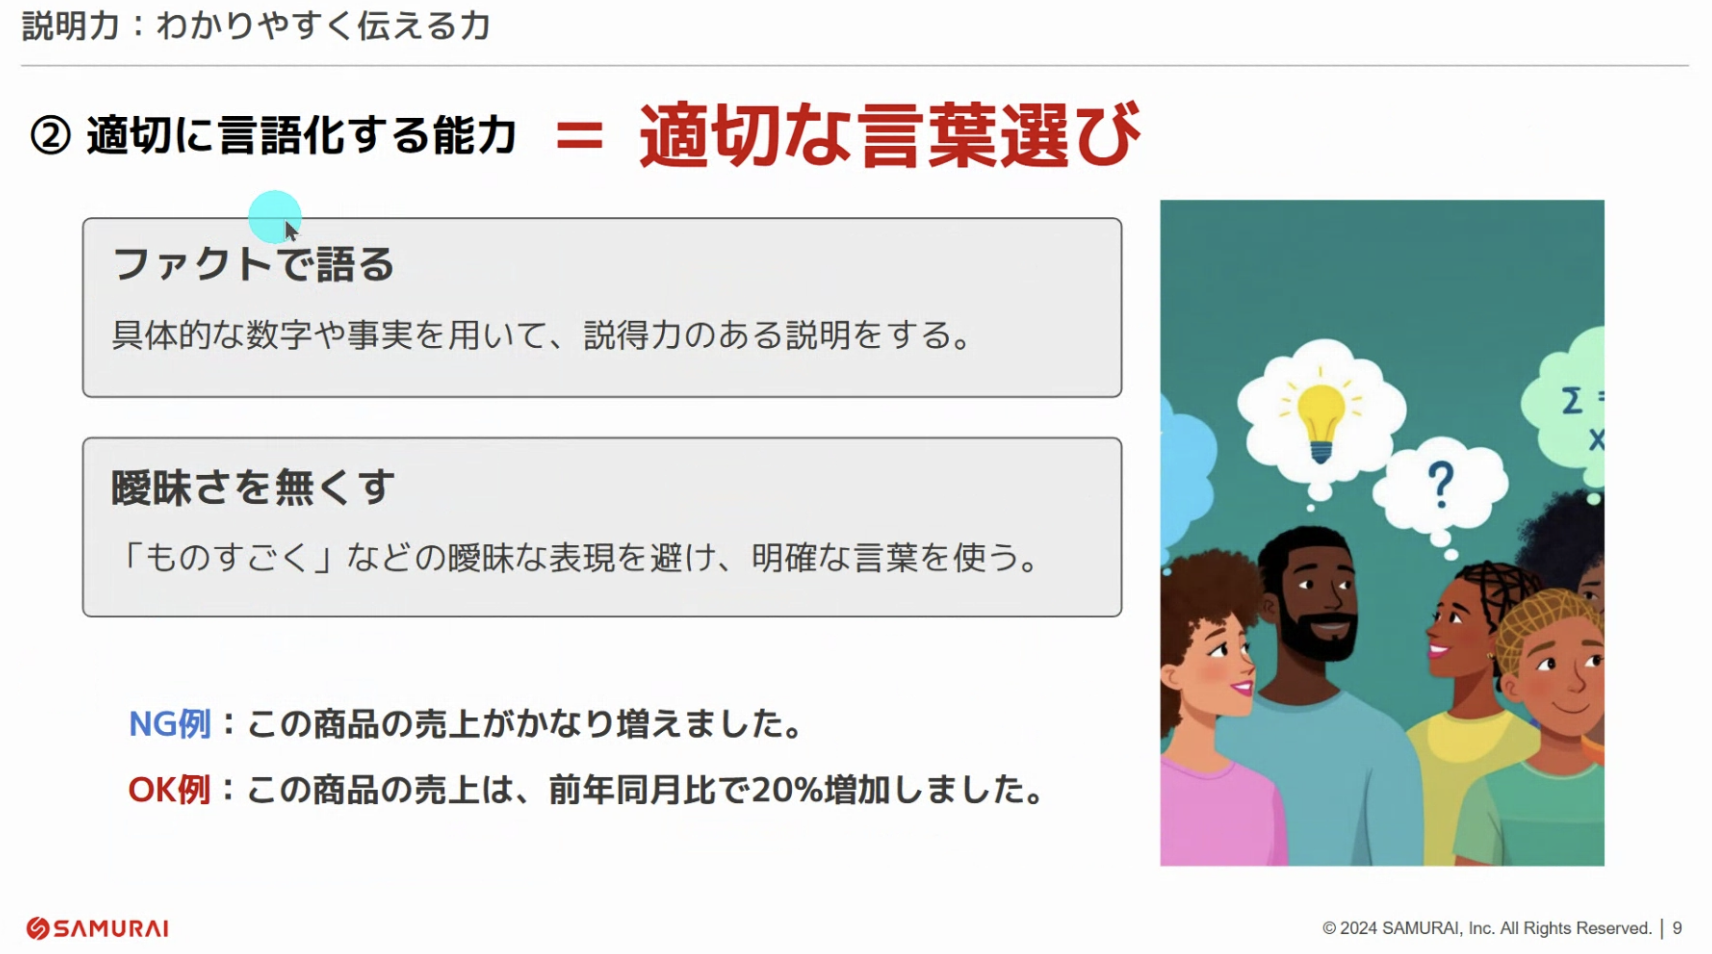 説明力：わかりやすく伝える力
② 適切に言語化する能力 = 適切な言葉選び
ファクトで語る
具体的な数字や事実を用いて、説得力のある説明をする。
曖昧さを無くす
「ものすごく」などの曖昧な表現を避け、明確な言葉を使う。
Σ =
X
?
NG例：この商品の売上がかなり増えました。
OK例：この商品の売上は、前年同月比で20%増加しました。
SAMURAI
© 2024 SAMURAI, Inc. All Rights Reserved. | 9